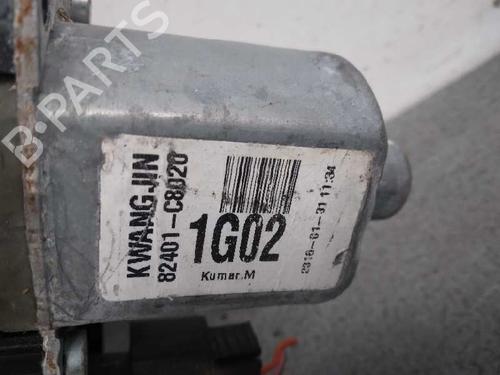 B-PARTS
KWANGJIN
82401-C8020
1G02
Kumar.M
2016-01-31 11:34